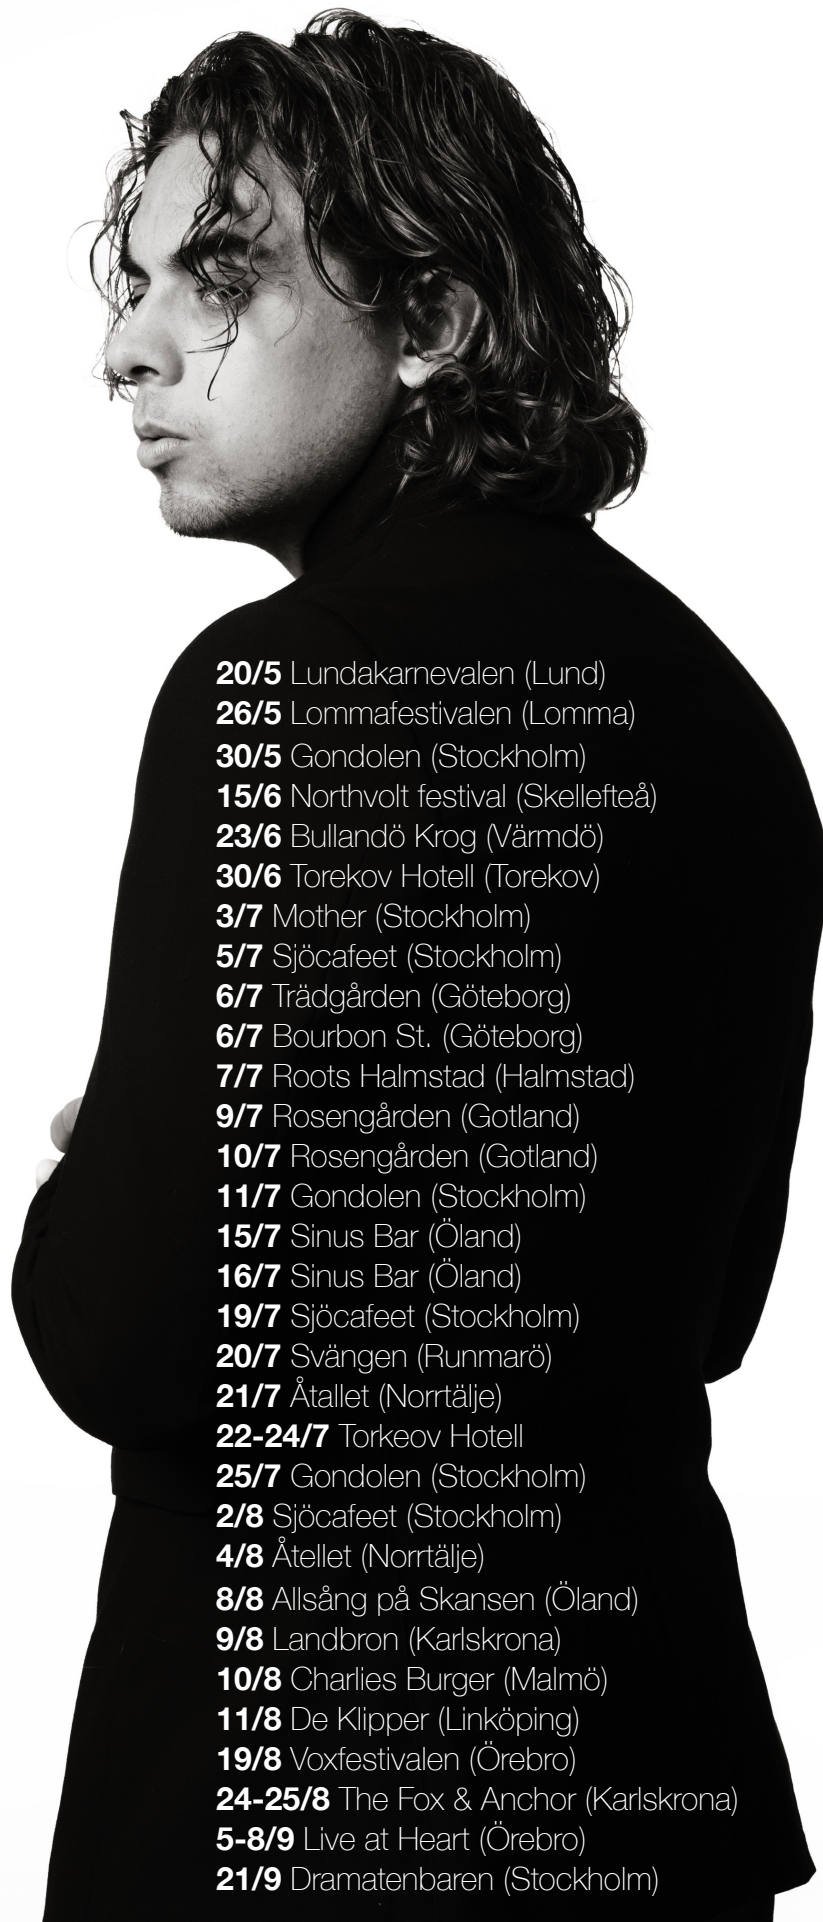 20/5 Lundakarnevalen (Lund)
26/5 Lommafestivalen (Lomma)
30/5 Gondolen (Stockholm)
15/6 Northvolt festival (Skellefteå)
23/6 Bullandö Krog (Värmdö)
30/6 Torekov Hotell (Torekov)
3/7 Mother (Stockholm)
5/7 Sjöcafeet (Stockholm)
6/7 Trädgården (Göteborg)
6/7 Bourbon St. (Göteborg)
7/7 Roots Halmstad (Halmstad)
9/7 Rosengården (Gotland)
10/7 Rosengården (Gotland)
11/7 Gondolen (Stockholm)
15/7 Sinus Bar (Öland)
16/7 Sinus Bar (Öland)
19/7 Sjöcafeet (Stockholm)
20/7 Svängen (Runmarö)
21/7 Åtallet (Norrtälje)
22-24/7 Torkeov Hotell
25/7 Gondolen (Stockholm)
2/8 Sjöcafeet (Stockholm)
4/8 Åtellet (Norrtälje)
8/8 Allsång på Skansen (Öland)
9/8 Landbron (Karlskrona)
10/8 Charlies Burger (Malmö)
11/8 De Klipper (Linköping)
19/8 Voxfestivalen (Örebro)
24-25/8 The Fox & Anchor (Karlskrona)
5-8/9 Live at Heart (Örebro)
21/9 Dramatenbaren (Stockholm)